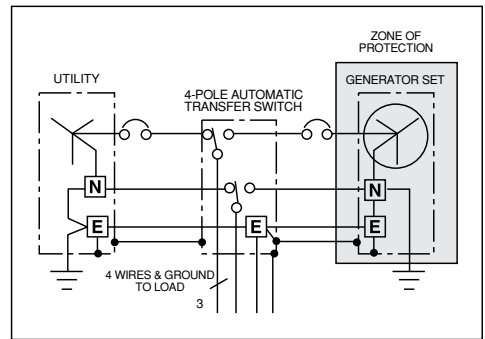 ZONE OF
PROTECTION
UTILITY
4-POLE AUTOMATIC
TRANSFER SWITCH
GENERATOR SET
N
N
E
E
E
4 WIRES & GROUND
TO LOAD
3